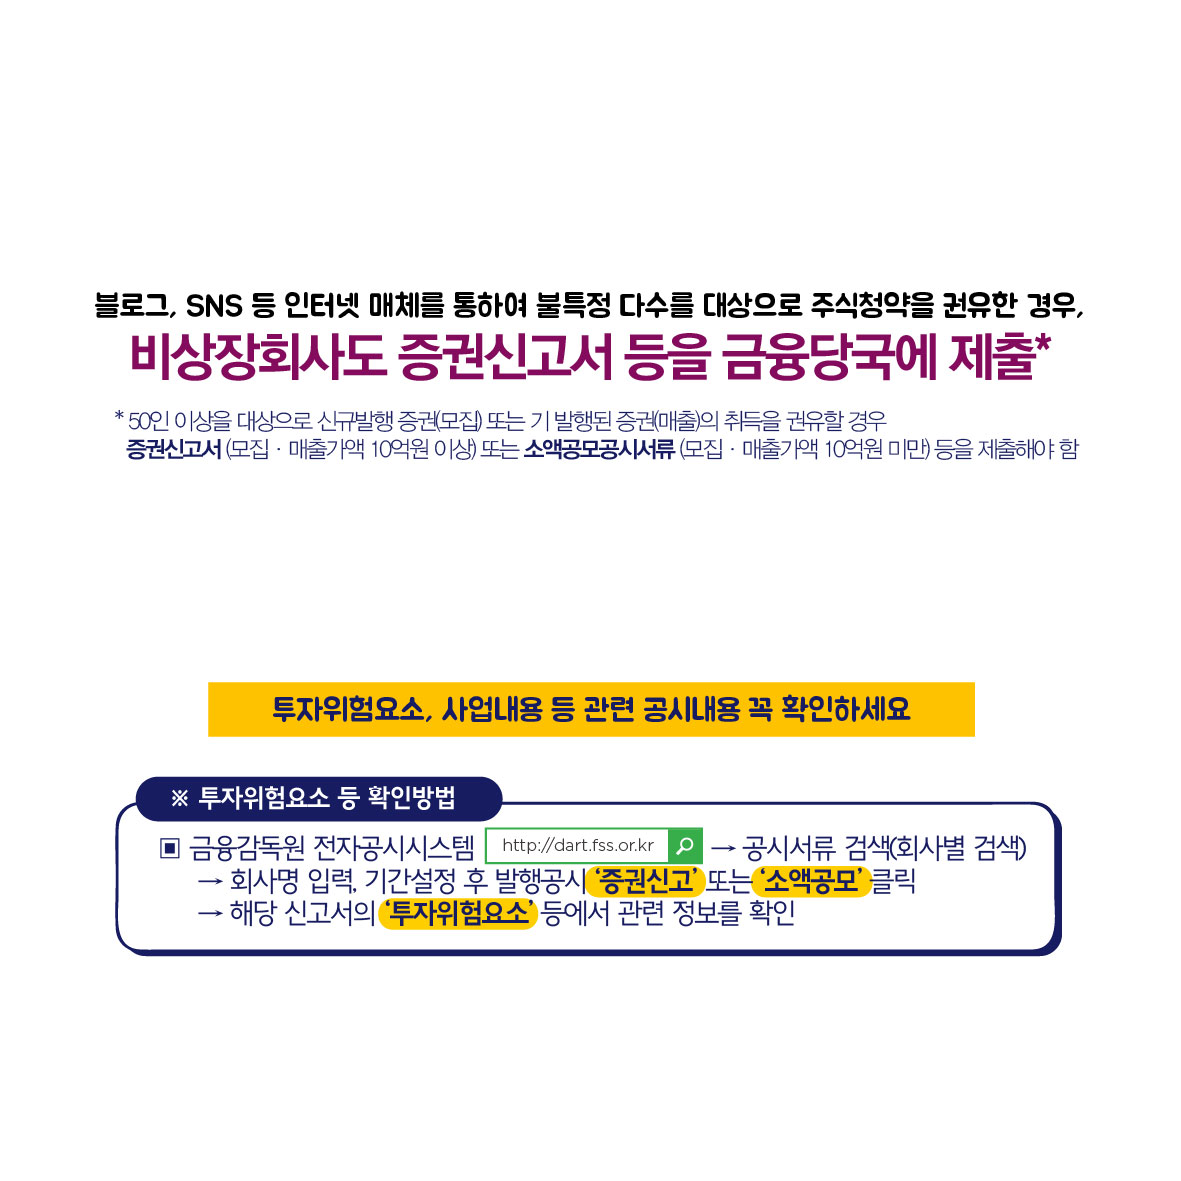 블로그, SNS 등 인터넷 매체를 통하여 불특정 다수를 대상으로 주식청약을 권유한 경우,
비상장회사도 증권신고서 등을 금융당국에 제출*
* 50인 이상을 대상으로 신규발행 증권(모집) 또는 기 발행된 증권(매출)의 취득을 권유할 경우
증권신고서 (모집 · 매출가액 10억원 이상) 또는 소액공모공시서류 (모집 · 매출가액 10억원 미만) 등을 제출해야 함
투자위험요소, 사업내용 등 관련 공시내용 꼭 확인하세요
※ 투자위험요소 등 확인방법
▣ 금융감독원 전자공시시스템 http://dart.fss.or.kr → 공시서류 검색(회사별 검색)
→ 회사명 입력, 기간설정 후 발행공시 ‘증권신고’ 또는 ‘소액공모’ 클릭
→ 해당 신고서의 ‘투자위험요소’ 등에서 관련 정보를 확인